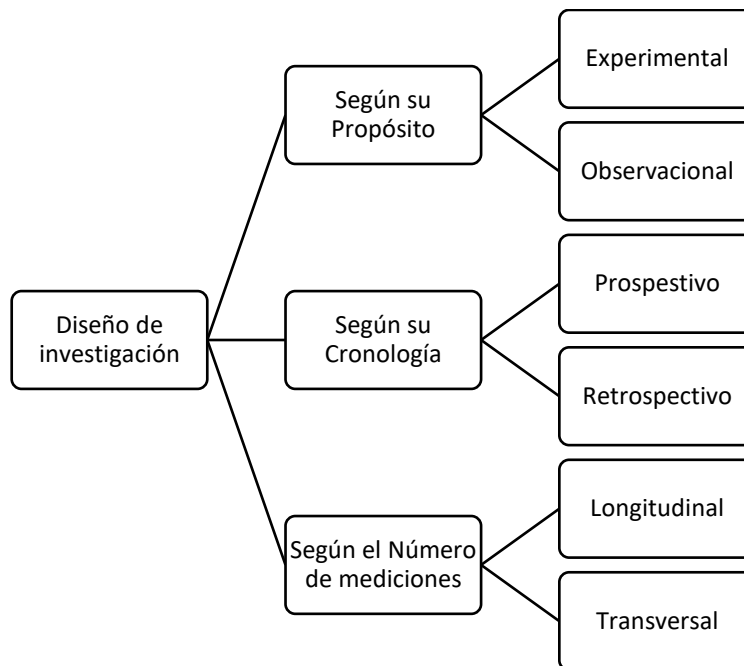 Diseño de
investigación
Según su
Propósito
Experimental
Observacional
Según su
Cronología
Prospestivo
Retrospectivo
Según el Número
de mediciones
Longitudinal
Transversal